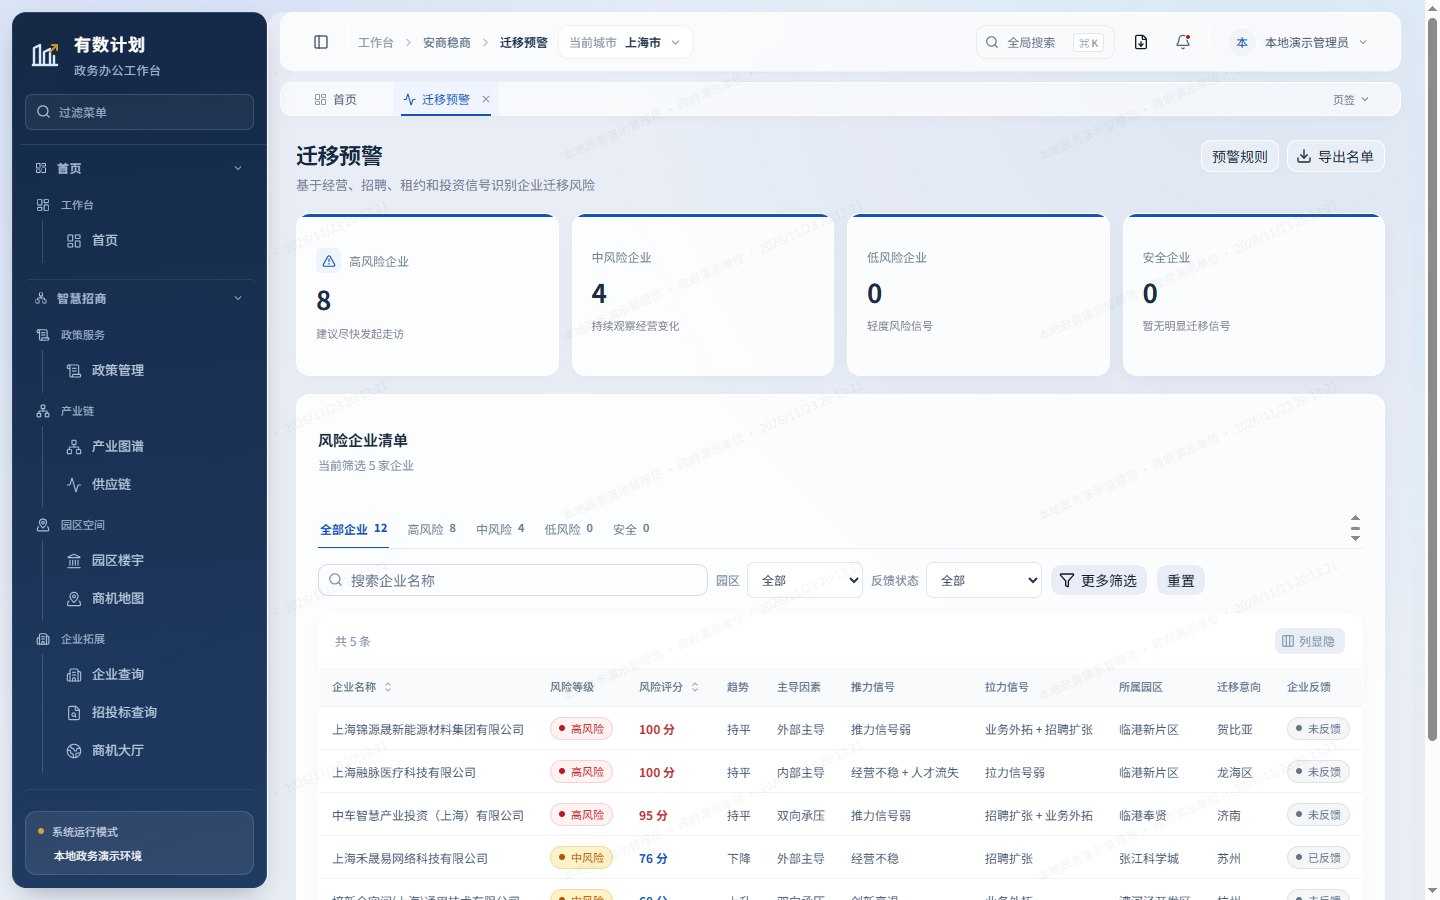 有数计划
政务办公工作台
过滤菜单
首页
工作台
首页
智慧招商
政策服务
政策管理
产业链
产业图谱
供应链
园区空间
园区楼宇
商机地图
企业拓展
企业查询
招投标查询
商机大厅
系统运行模式
本地政务演示环境
工作台 > 安商稳商 > 迁移预警 当前城市 上海市
全局搜索 ⌘K 本 本地演示管理员
首页 迁移预警 × 页签
迁移预警
基于经营、招聘、租约和投资信号识别企业迁移风险
预警规则 导出名单
高风险企业
8
建议尽快发起走访
中风险企业
4
持续观察经营变化
低风险企业
0
轻度风险信号
安全企业
0
暂无明显迁移信号
风险企业清单
当前筛选 5 家企业
全部企业 12 高风险 8 中风险 4 低风险 0 安全 0
搜索企业名称 园区 全部 反馈状态 全部 更多筛选 重置
共 5 条 列显隐
企业名称 风险等级 风险评分 趋势 主导因素 推力信号 拉力信号 所属园区 迁移意向 企业反馈
上海锦源晟新能源材料集团有限公司 高风险 100 分 持平 外部主导 推力信号弱 业务外拓 + 招聘扩张 临港新片区 贺比亚 未反馈
上海融脉医疗科技有限公司 高风险 100 分 持平 内部主导 经营不稳 + 人才流失 拉力信号弱 临港新片区 龙海区 未反馈
中车智慧产业投资（上海）有限公司 高风险 95 分 持平 双向承压 推力信号弱 招聘扩张 + 业务外拓 临港奉贤 济南 未反馈
上海禾晟易网络科技有限公司 中风险 76 分 下降 外部主导 经营不稳 招聘扩张 张江科学城 苏州 已反馈
本地政务演示管理员 · 政府演示单位 · 2026/11/23 20:13:21